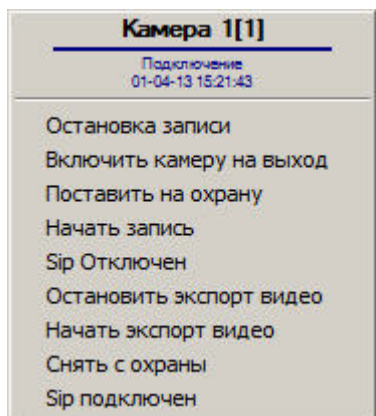 Камера 1[1]
Подключение
01-04-13 15:21:43
Остановка записи
Включить камеру на выход
Поставить на охрану
Начать запись
Sip Отключен
Остановить экспорт видео
Начать экспорт видео
Снять с охраны
Sip подключен